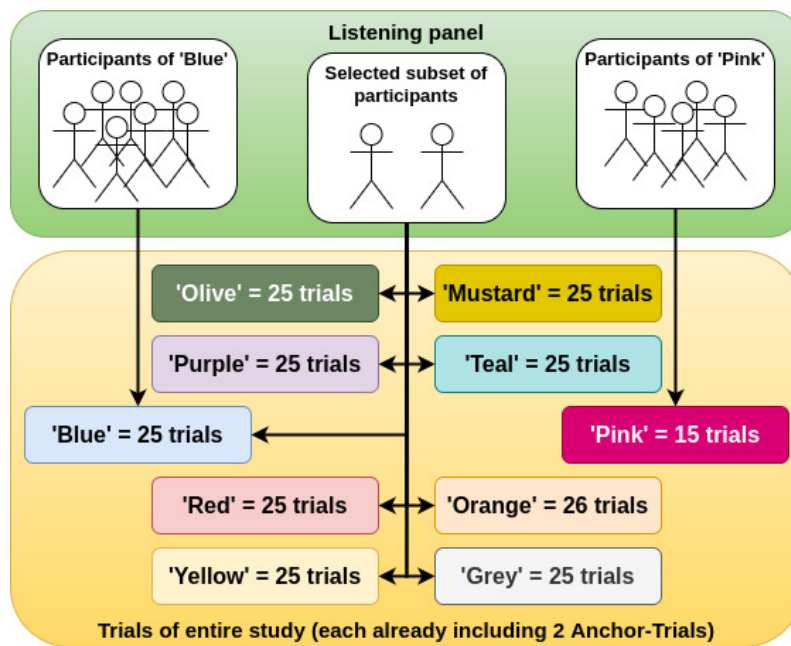 Listening panel
Participants of 'Blue'
Selected subset of
participants
Participants of 'Pink'
'Olive' = 25 trials
'Mustard' = 25 trials
'Purple' = 25 trials
'Teal' = 25 trials
'Blue' = 25 trials
'Pink' = 15 trials
'Red' = 25 trials
'Orange' = 26 trials
'Yellow' = 25 trials
'Grey' = 25 trials
Trials of entire study (each already including 2 Anchor-Trials)